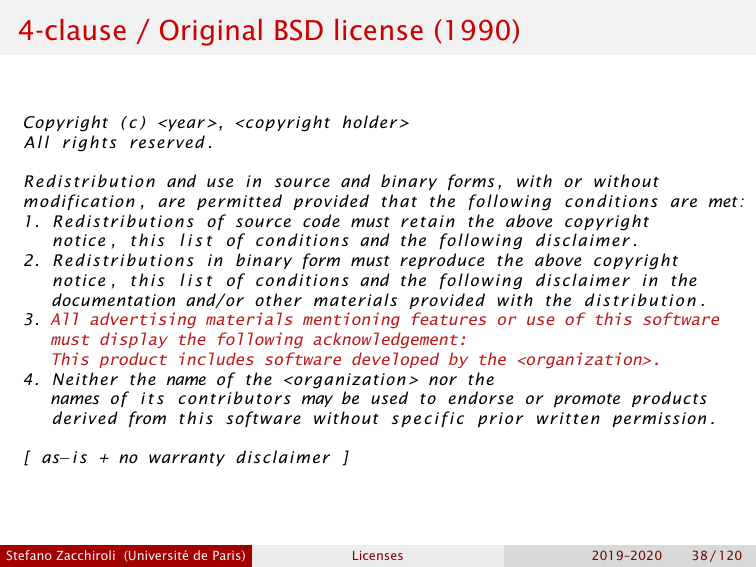 4-clause / Original BSD license (1990)
Copyright (c) <year>, <copyright holder>
All rights reserved.
Redistribution and use in source and binary forms, with or without
modification, are permitted provided that the following conditions are met:
1. Redistributions of source code must retain the above copyright
notice, this list of conditions and the following disclaimer.
2. Redistributions in binary form must reproduce the above copyright
notice, this list of conditions and the following disclaimer in the
documentation and/or other materials provided with the distribution.
3. All advertising materials mentioning features or use of this software
must display the following acknowledgement:
This product includes software developed by the <organization>.
4. Neither the name of the <organization> nor the
names of its contributors may be used to endorse or promote products
derived from this software without specific prior written permission.
[ as−is + no warranty disclaimer ]
Stefano Zacchiroli (Université de Paris) Licenses 2019–2020 38 / 120